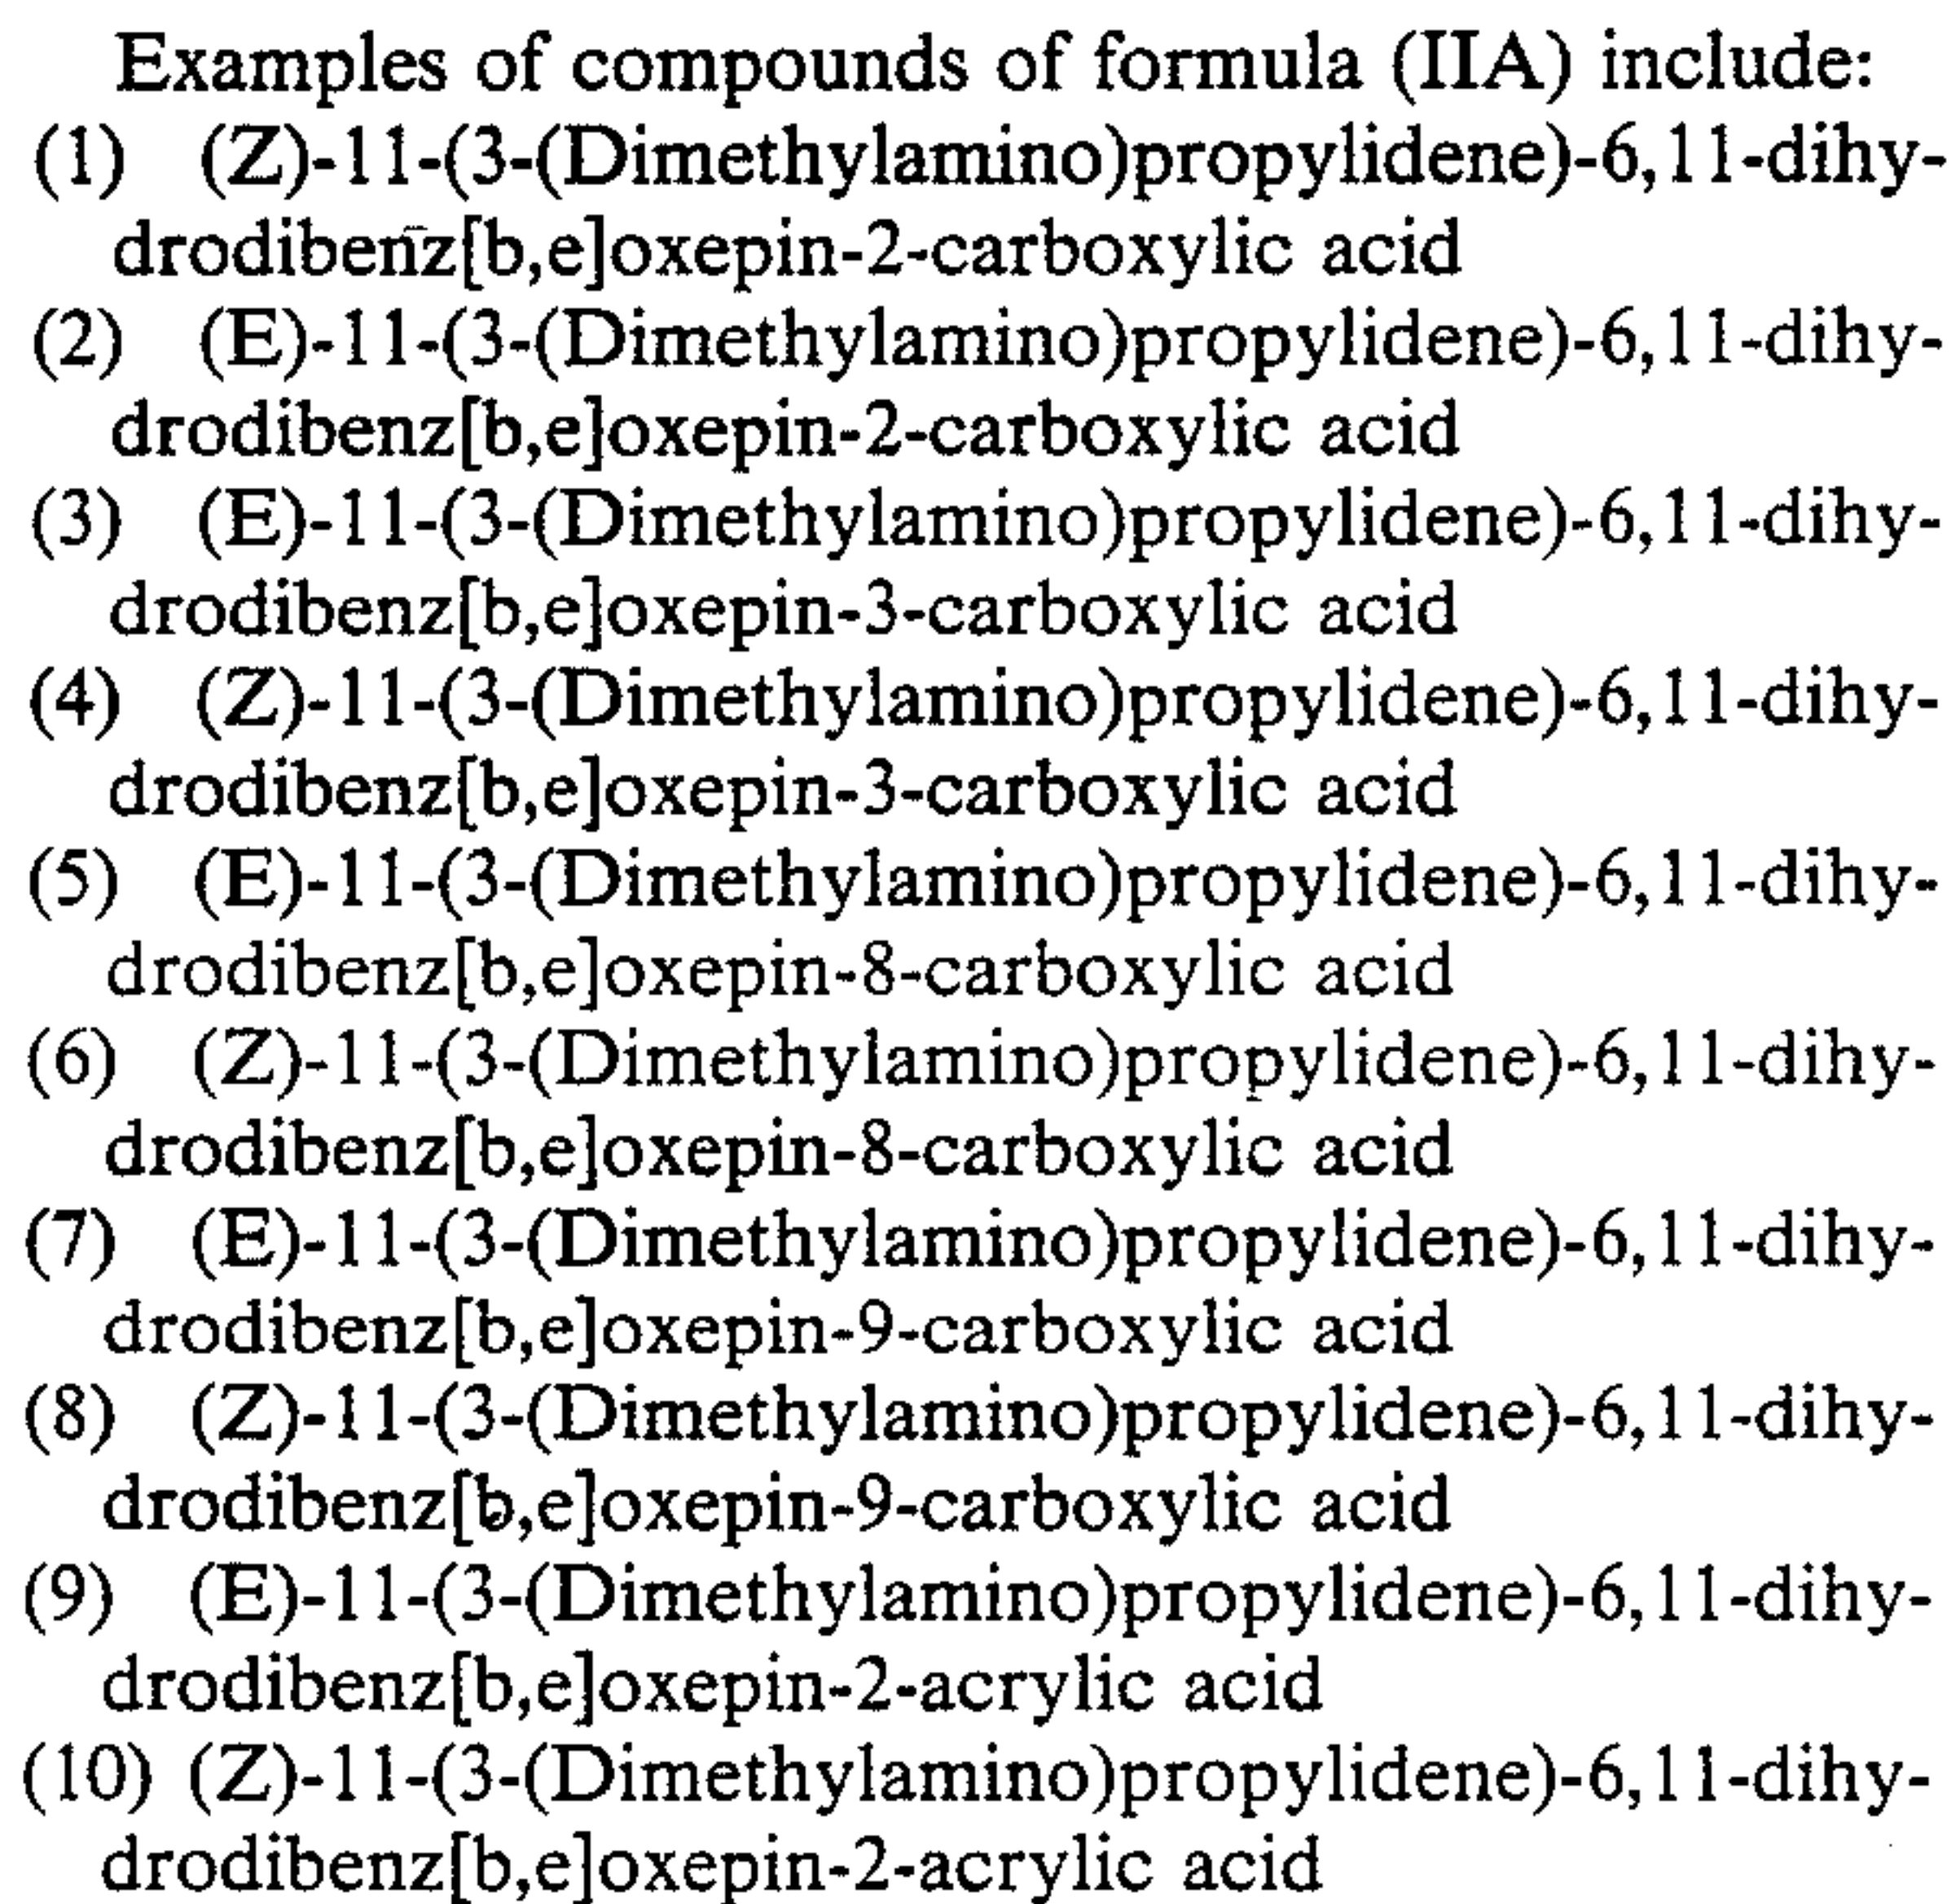 Examples of compounds of formula (IIA) include:
(1) (Z)-11-(3-(Dimethylamino)propylidene)-6,11-dihy-
drodibenz[b,e]oxepin-2-carboxylic acid
(2) (E)-11-(3-(Dimethylamino)propylidene)-6,11-dihy-
drodibenz[b,e]oxepin-2-carboxylic acid
(3) (E)-11-(3-(Dimethylamino)propylidene)-6,11-dihy-
drodibenz[b,e]oxepin-3-carboxylic acid
(4) (Z)-11-(3-(Dimethylamino)propylidene)-6,11-dihy-
drodibenz[b,e]oxepin-3-carboxylic acid
(5) (E)-11-(3-(Dimethylamino)propylidene)-6,11-dihy-
drodibenz[b,e]oxepin-8-carboxylic acid
(6) (Z)-11-(3-(Dimethylamino)propylidene)-6,11-dihy-
drodibenz[b,e]oxepin-8-carboxylic acid
(7) (E)-11-(3-(Dimethylamino)propylidene)-6,11-dihy-
drodibenz[b,e]oxepin-9-carboxylic acid
(8) (Z)-11-(3-(Dimethylamino)propylidene)-6,11-dihy-
drodibenz[b,e]oxepin-9-carboxylic acid
(9) (E)-11-(3-(Dimethylamino)propylidene)-6,11-dihy-
drodibenz[b,e]oxepin-2-acrylic acid
(10) (Z)-11-(3-(Dimethylamino)propylidene)-6,11-dihy-
drodibenz[b,e]oxepin-2-acrylic acid